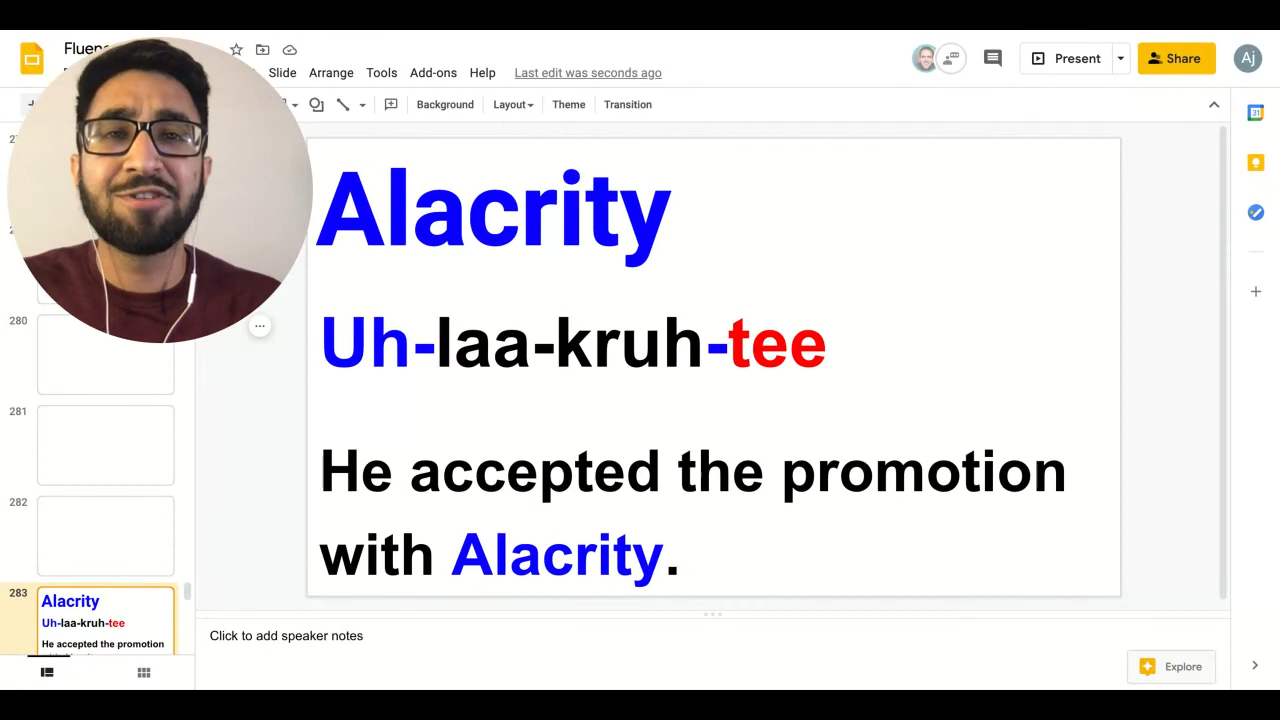 Slide Arrange Tools Add-ons Help Last edit was seconds ago
Present Share Aj
Background Layout Theme Transition
31
280
281
282
283
Alacrity
Uh-laa-kruh-tee
He accepted the promotion
Alacrity
Uh-laa-kruh-tee
He accepted the promotion
with Alacrity.
Click to add speaker notes
Explore